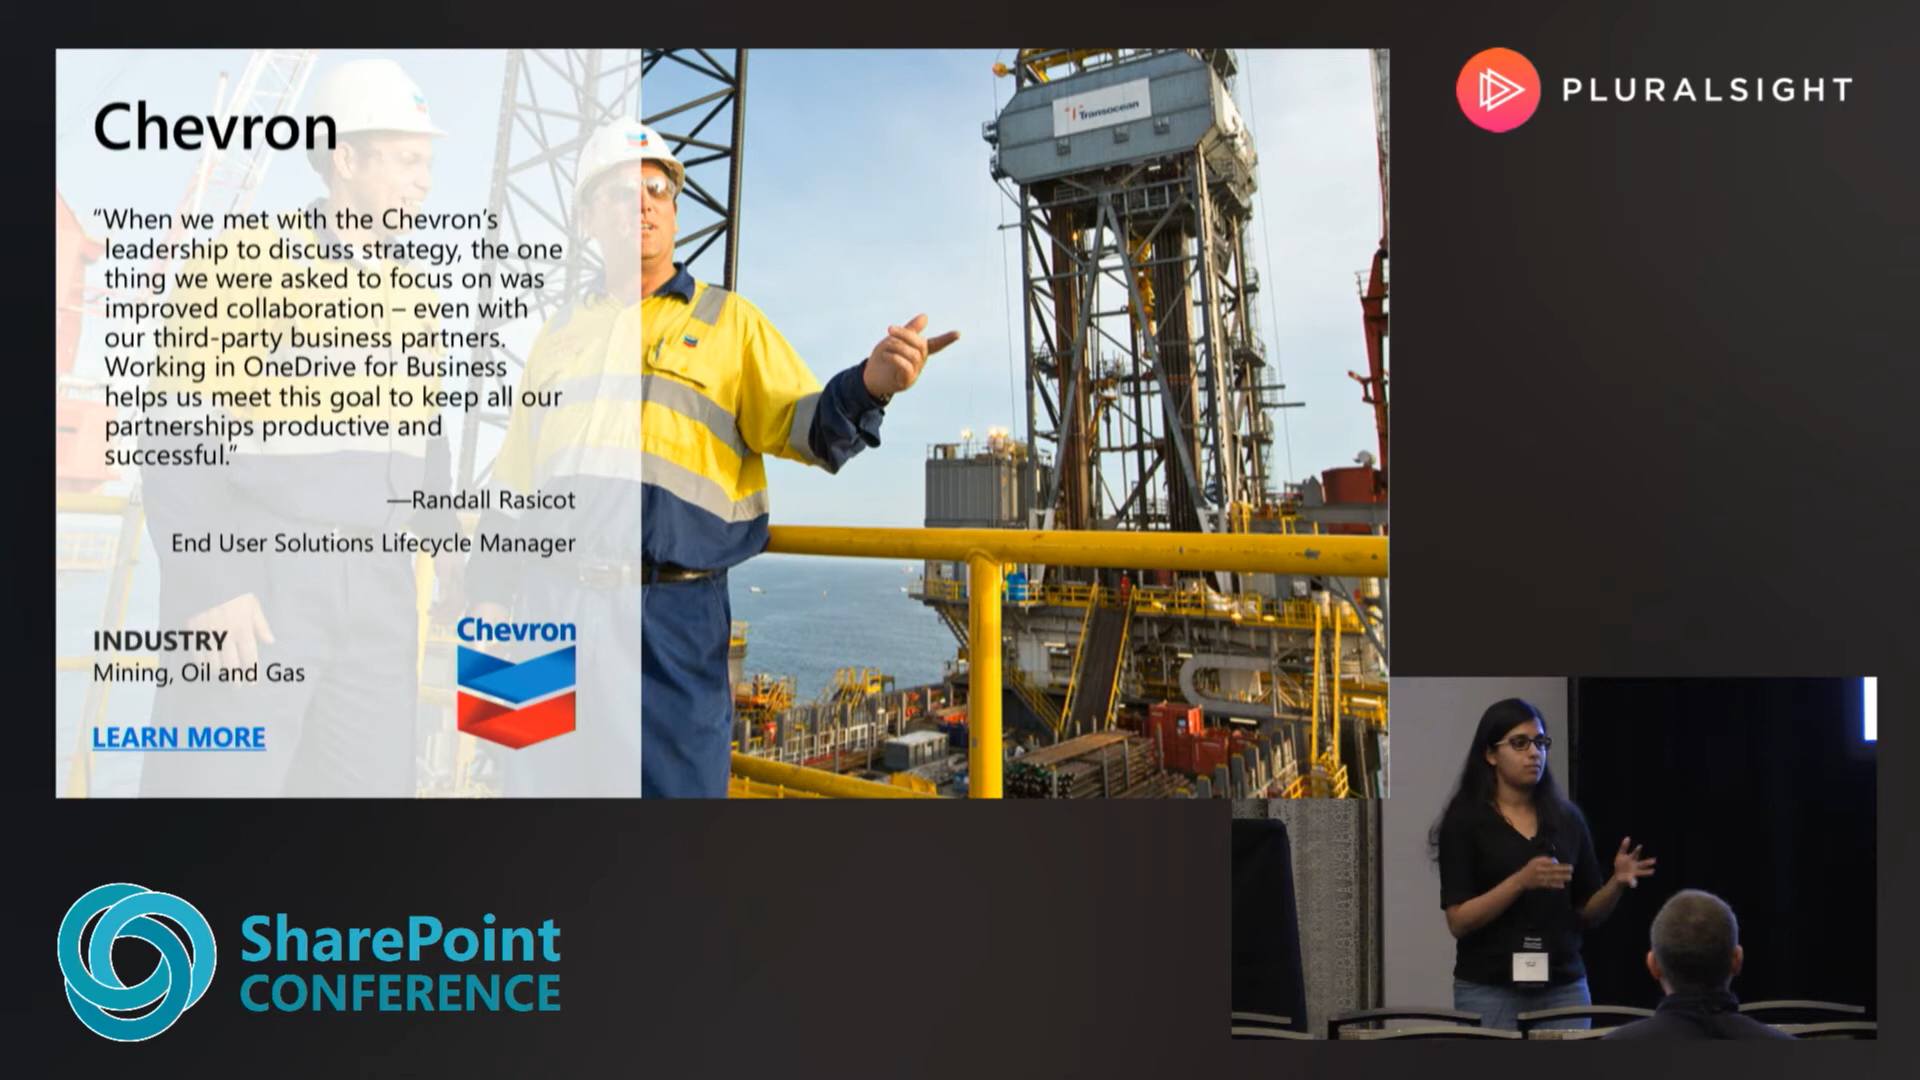 Chevron
“When we met with the Chevron’s
leadership to discuss strategy, the one
thing we were asked to focus on was
improved collaboration – even with
our third-party business partners.
Working in OneDrive for Business
helps us meet this goal to keep all our
partnerships productive and
successful.”
—Randall Rasicot
End User Solutions Lifecycle Manager
INDUSTRY
Mining, Oil and Gas
LEARN MORE
Chevron
Transocean
PLURALSIGHT
SharePoint
CONFERENCE